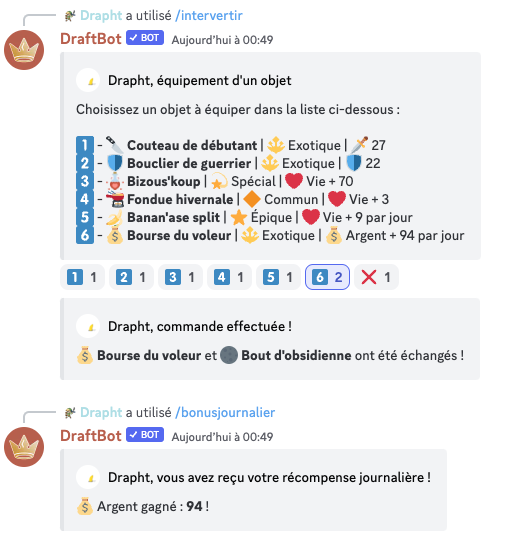 Drapht a utilisé /intervertir
DraftBot ✓ BOT Aujourd'hui à 00:49
Drapht, équipement d'un objet
Choisissez un objet à équiper dans la liste ci-dessous :
1 - Couteau de débutant | Exotique | 27
2 - Bouclier de guerrier | Exotique | 22
3 - Bizous'koup | Spécial | Vie + 70
4 - Fondue hivernale | Commun | Vie + 3
5 - Banan'ase split | Épique | Vie + 9 par jour
6 - Bourse du voleur | Exotique | Argent + 94 par jour
1 1 2 1 3 1 4 1 5 1 6 2 ❌ 1
Drapht, commande effectuée !
Bourse du voleur et Bout d'obsidienne ont été échangés !
Drapht a utilisé /bonusjournalier
DraftBot ✓ BOT Aujourd'hui à 00:49
Drapht, vous avez reçu votre récompense journalière !
Argent gagné : 94 !